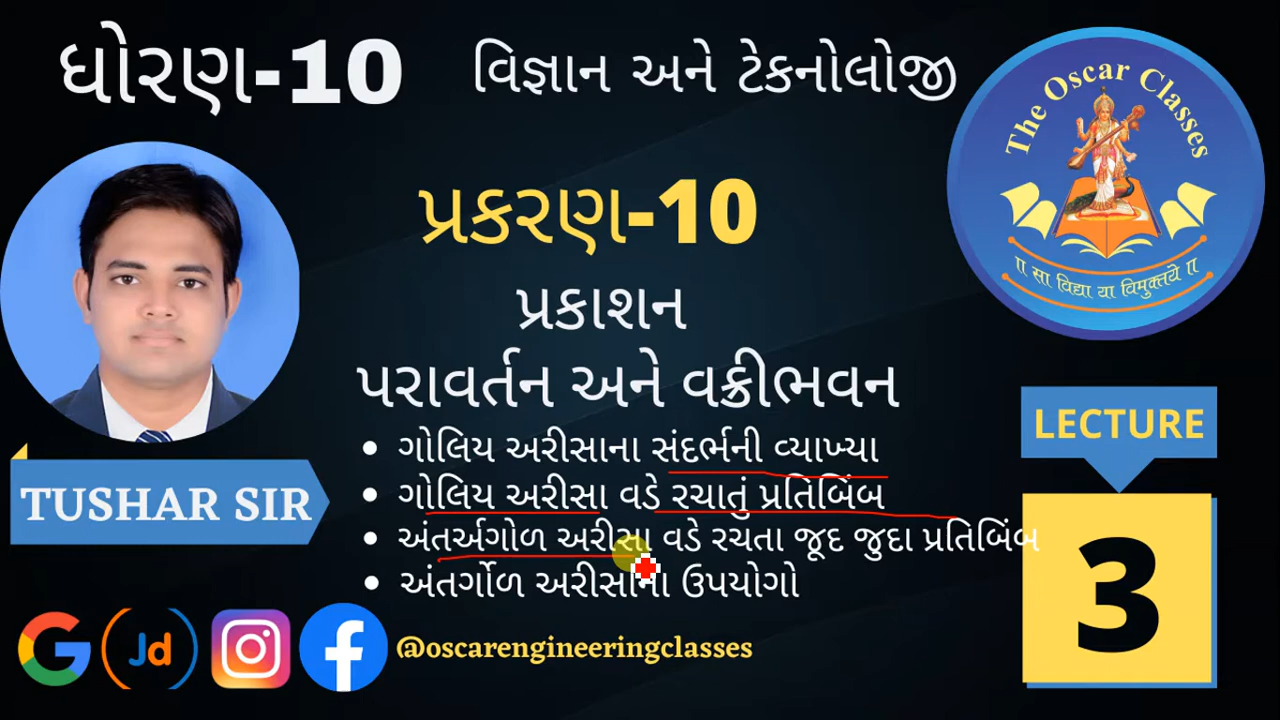 ધોરણ-10
વિજ્ઞાન અને ટેકનોલોજી
The Oscar Classes
॥ सा विद्या या विमुक्तये ॥
પ્રકરણ-10
પ્રકાશન
પરાવર્તન અને વક્રીભવન
• ગોલિય અરીસાના સંદર્ભની વ્યાખ્યા
• ગોલિય અરીસા વડે રચાતું પ્રતિબિંબ
• અંતર્અગોળ અરીસા વડે રચતા જૂદ જુદા પ્રતિબિંબ
• અંતર્ગોળ અરીસાના ઉપયોગો
TUSHAR SIR
LECTURE
3
G
Jd
f
@oscarengineeringclasses